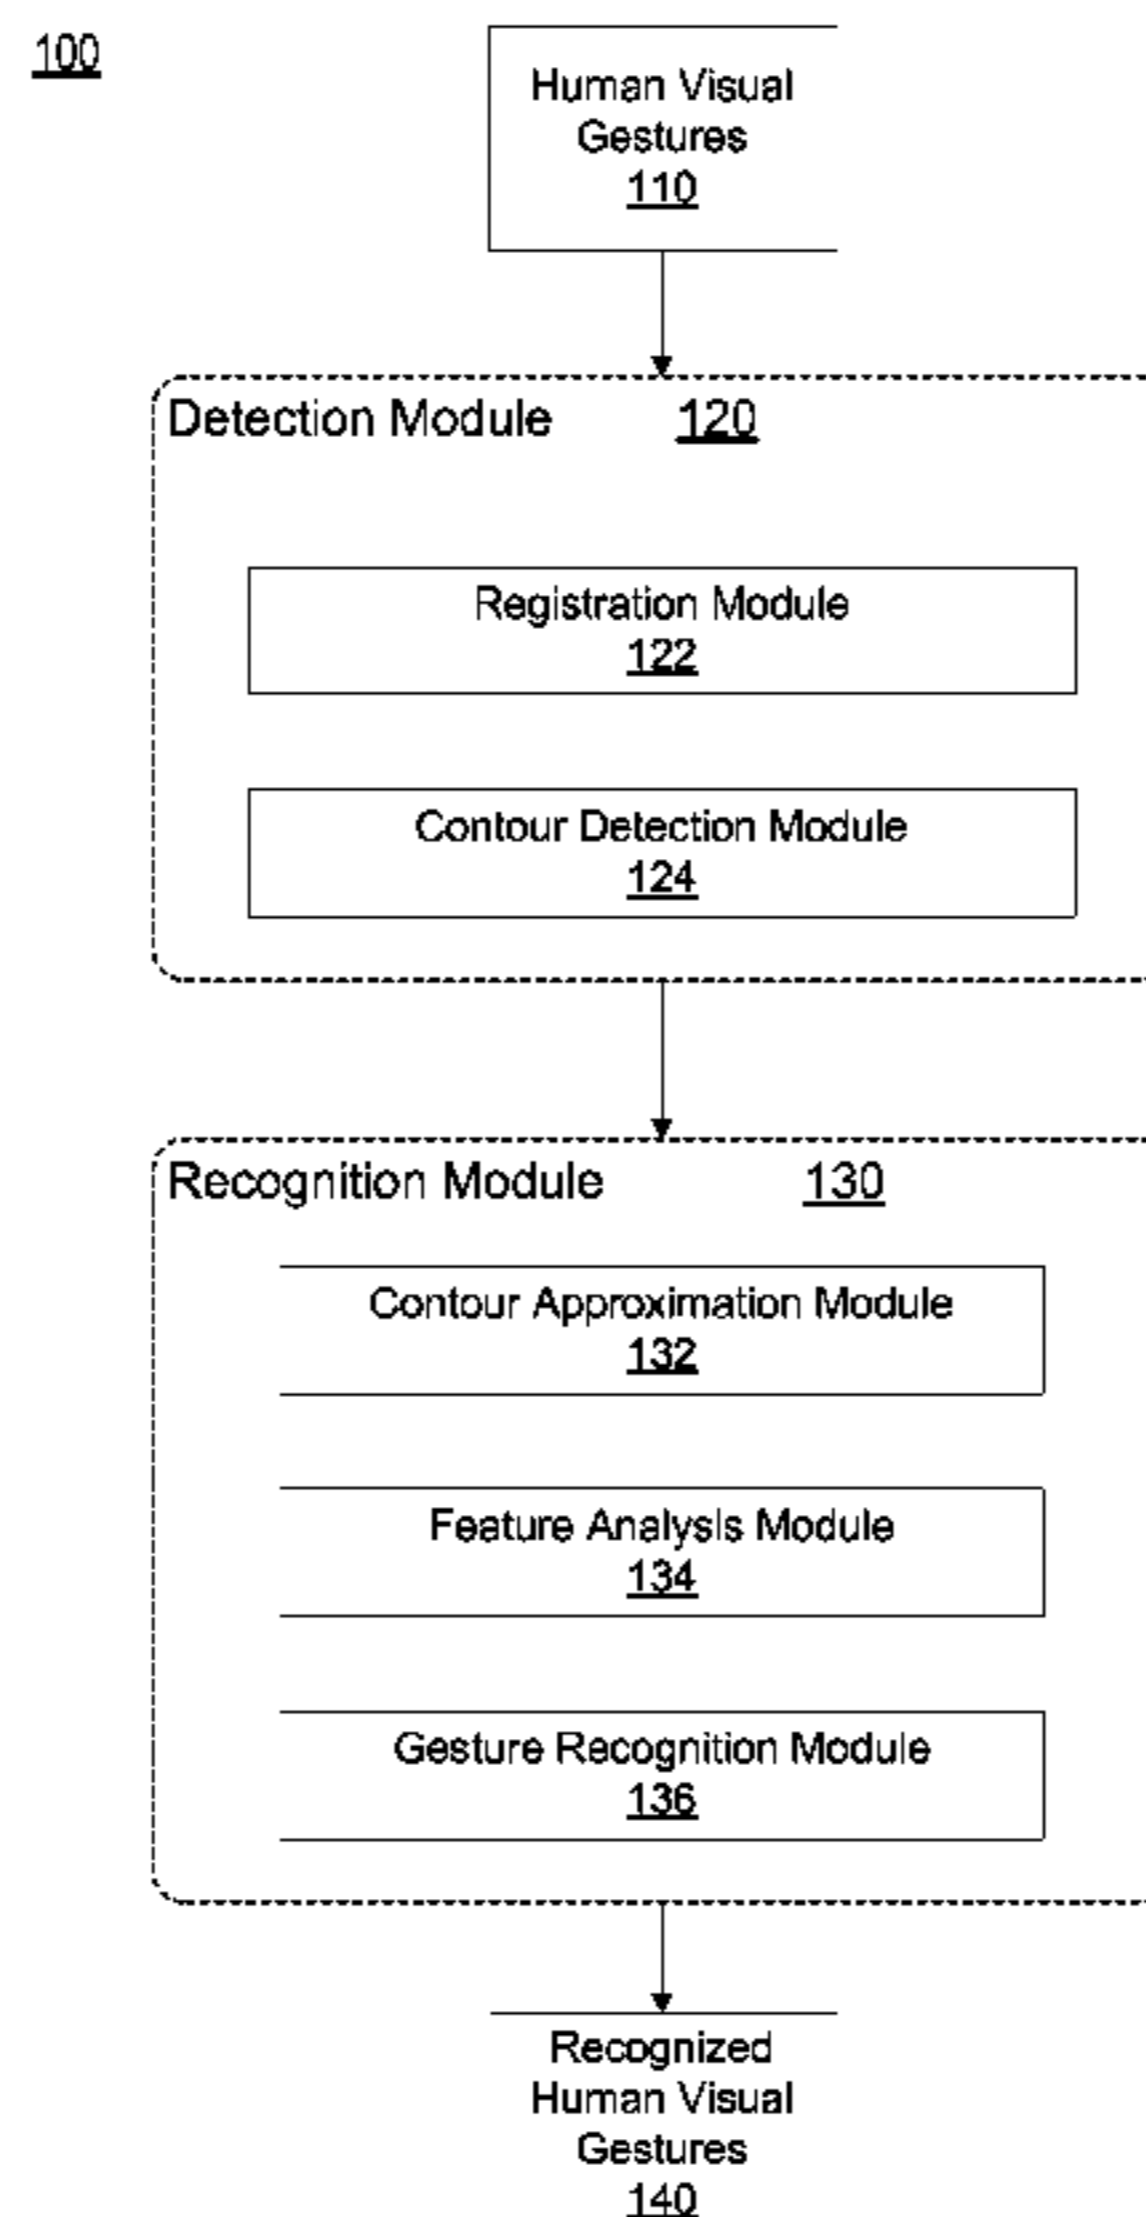 100
Human Visual
Gestures
110
Detection Module 120
Registration Module
122
Contour Detection Module
124
Recognition Module 130
Contour Approximation Module
132
Feature Analysis Module
134
Gesture Recognition Module
136
Recognized
Human Visual
Gestures
140